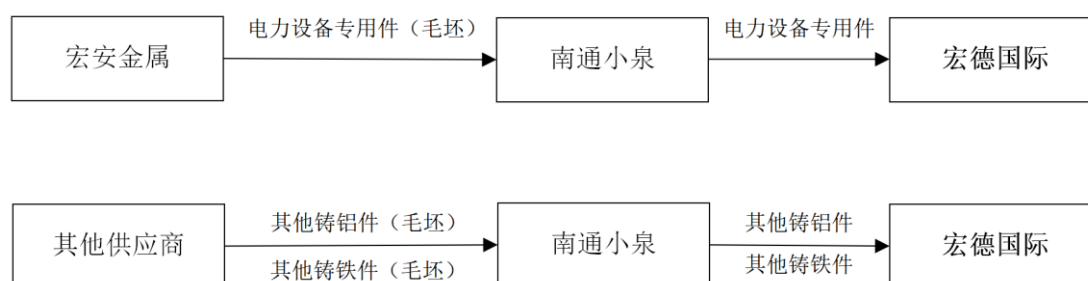 电力设备专用件（毛坯）
电力设备专用件
宏安金属
南通小泉
宏德国际
其他铸铝件（毛坯）
其他铸铝件
其他供应商
南通小泉
宏德国际
其他铸铁件（毛坯）
其他铸铁件